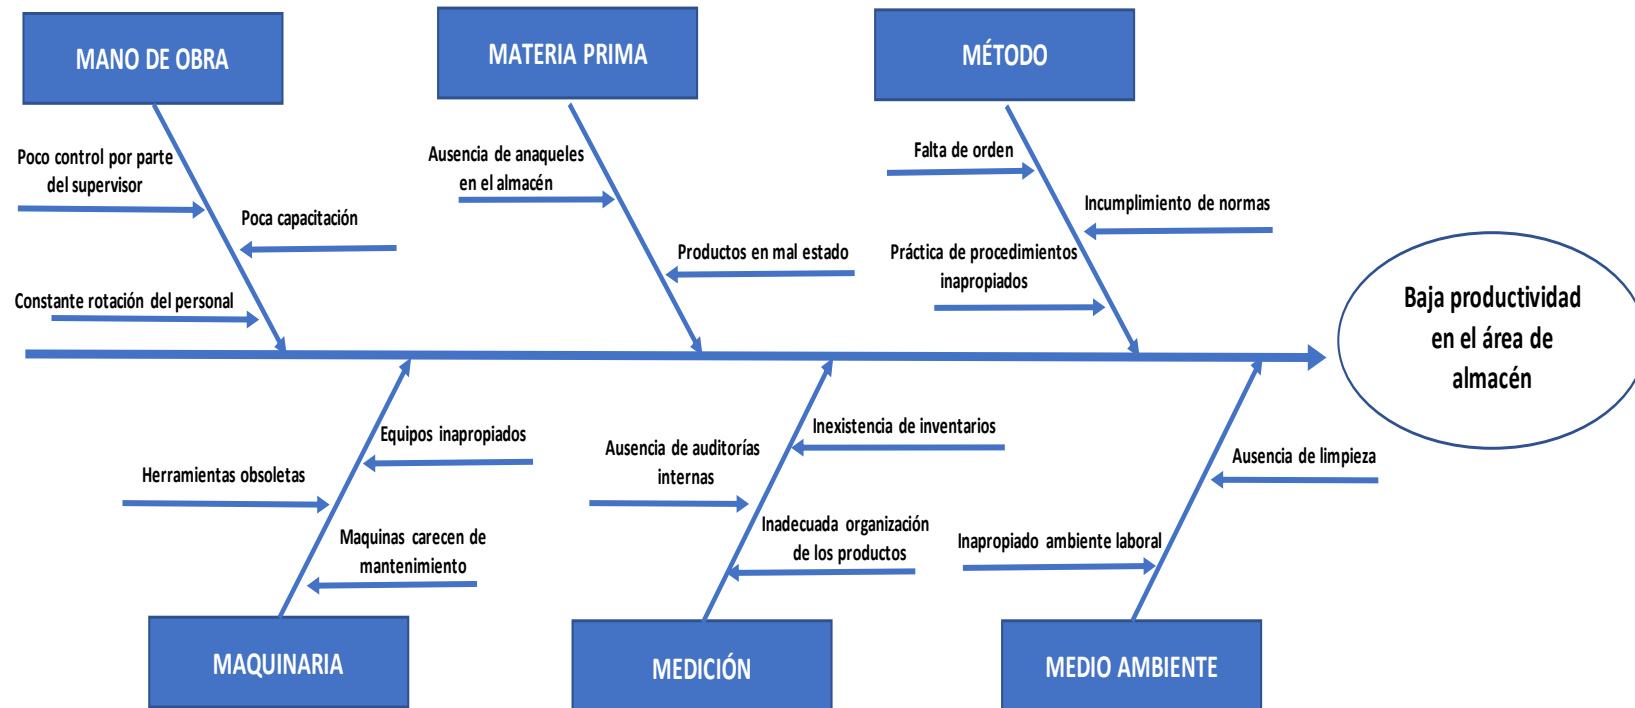 MANO DE OBRA
MATERIA PRIMA
MÉTODO
Poco control por parte
del supervisor
Poca capacitación
Constante rotación del personal
Ausencia de anaqueles
en el almacén
Productos en mal estado
Falta de orden
Incumplimiento de normas
Práctica de procedimientos
inapropiados
Baja productividad
en el área de
almacén
Equipos inapropiados
Herramientas obsoletas
Maquinas carecen de
mantenimiento
Inexistencia de inventarios
Ausencia de auditorías
internas
Inadecuada organización
de los productos
Ausencia de limpieza
Inapropiado ambiente laboral
MAQUINARIA
MEDICIÓN
MEDIO AMBIENTE